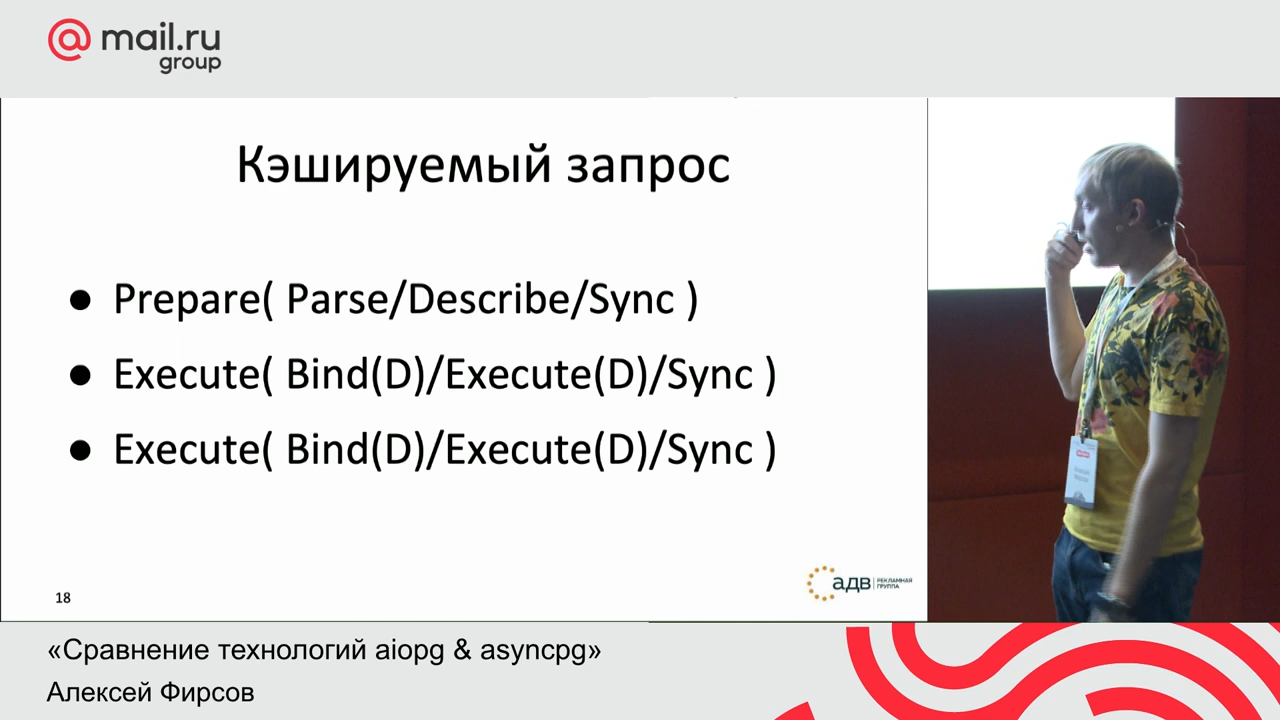 @mail.ru
group
Кэшируемый запрос
● Prepare( Parse/Describe/Sync )
● Execute( Bind(D)/Execute(D)/Sync )
● Execute( Bind(D)/Execute(D)/Sync )
18
адв РЕКЛАМНАЯ
ГРУППА
«Сравнение технологий aiopg & asyncpg»
Алексей Фирсов